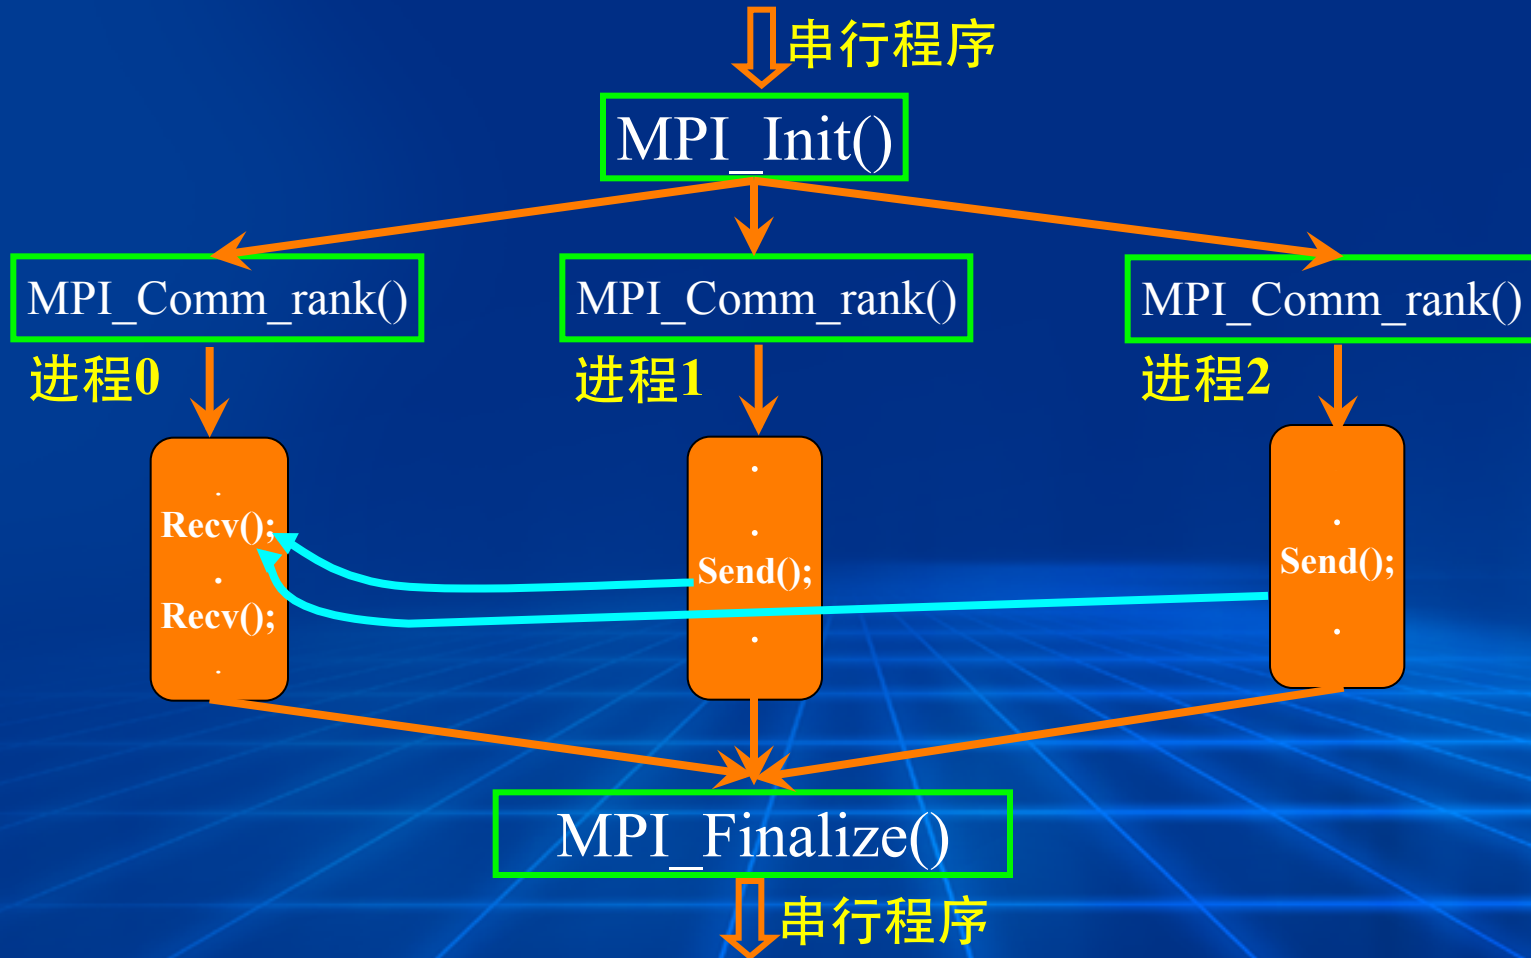 串行程序
MPI_Init()
MPI_Comm_rank() MPI_Comm_rank() MPI_Comm_rank()
进程0 进程1 进程2
.
.
Recv();
.
Recv();
.
.
.
Send();
.
.
Send();
.
MPI_Finalize()
串行程序